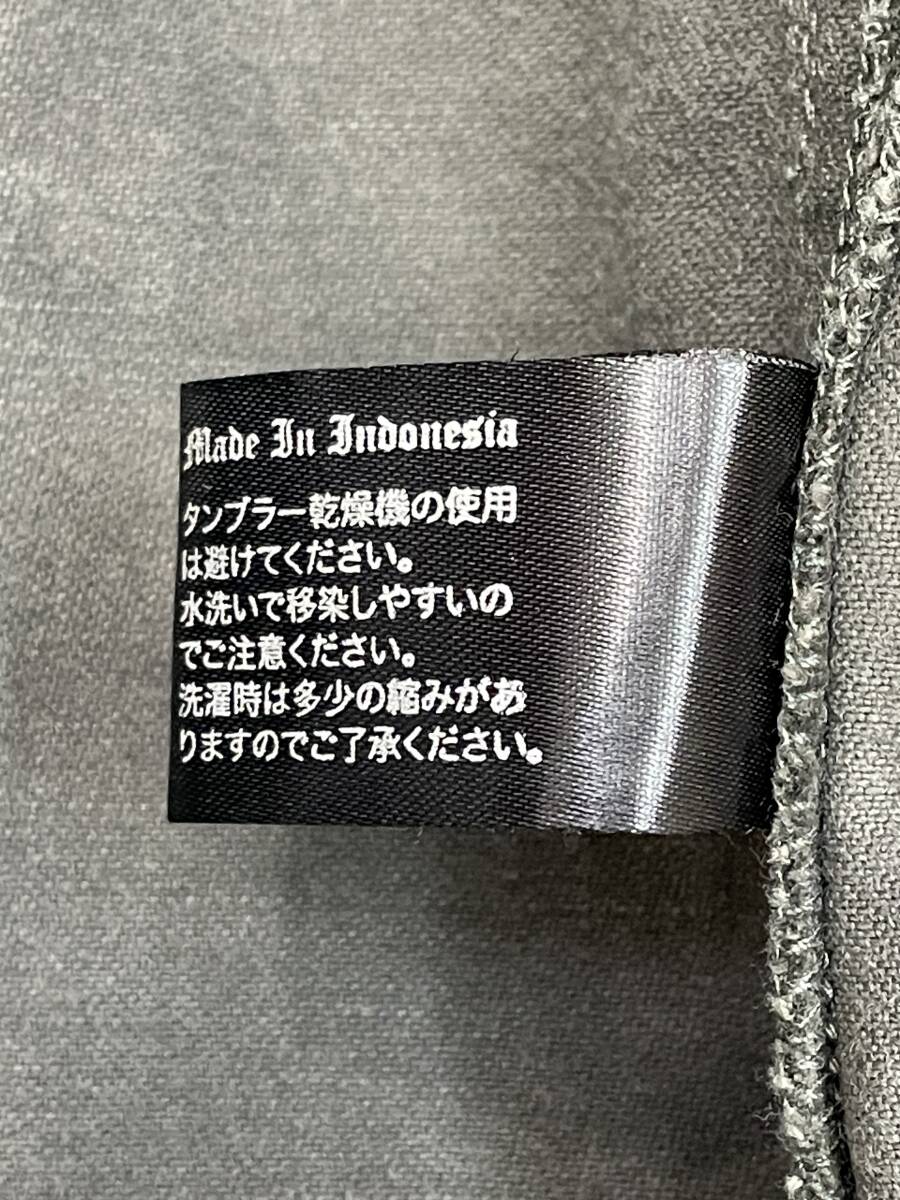 Made In Indonesia
タンブラー乾燥機の使用
は避けてください。
水洗いで移染しやすいの
でご注意ください。
洗濯時は多少の縮みがあ
りますのでご了承ください。